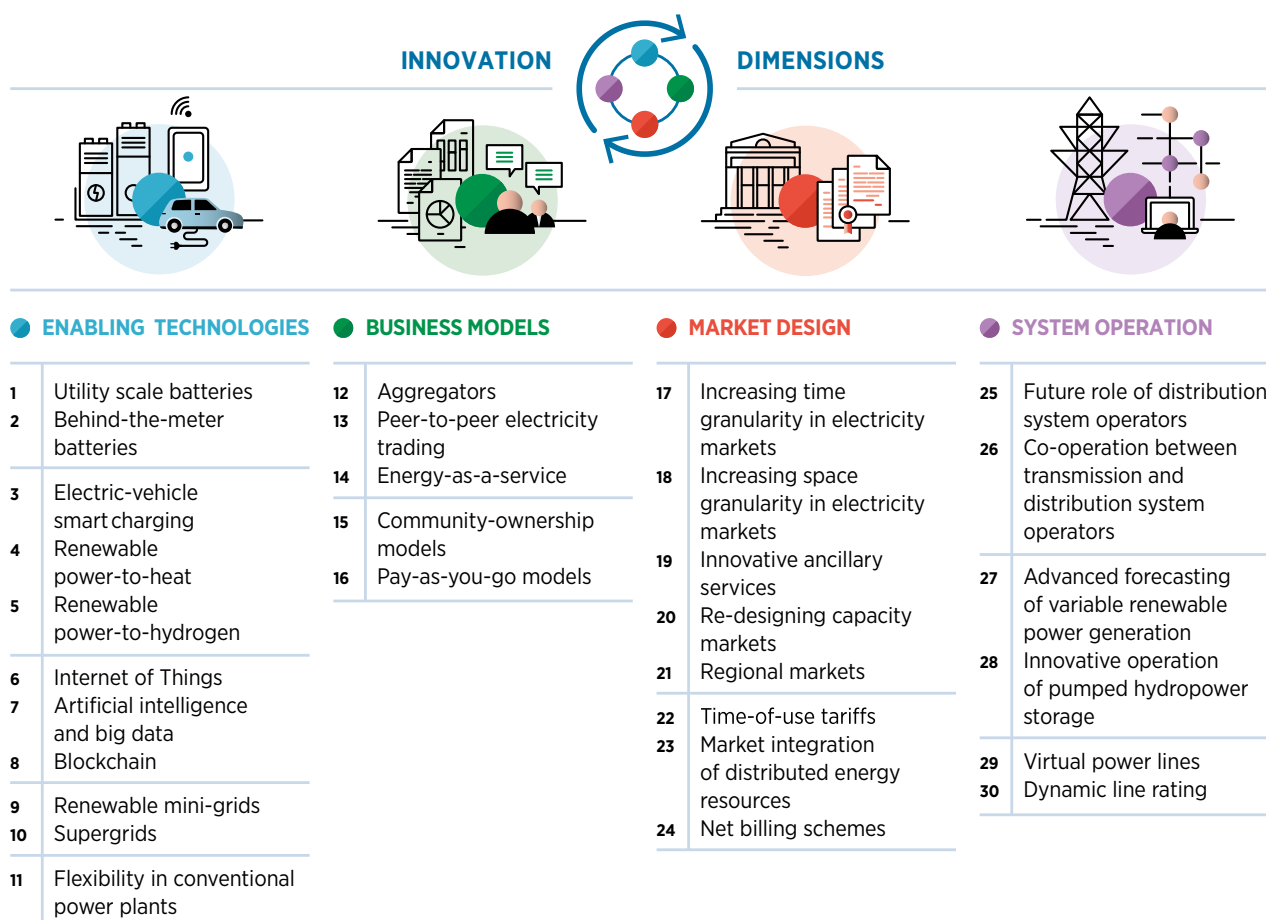 INNOVATION DIMENSIONS
ENABLING TECHNOLOGIES
1 Utility scale batteries
2 Behind-the-meter
batteries
3 Electric-vehicle
smart charging
4 Renewable
power-to-heat
5 Renewable
power-to-hydrogen
6 Internet of Things
7 Artificial intelligence
and big data
8 Blockchain
9 Renewable mini-grids
10 Supergrids
11 Flexibility in conventional
power plants
BUSINESS MODELS
12 Aggregators
13 Peer-to-peer electricity
trading
14 Energy-as-a-service
15 Community-ownership
models
16 Pay-as-you-go models
MARKET DESIGN
17 Increasing time
granularity in electricity
markets
18 Increasing space
granularity in electricity
markets
19 Innovative ancillary
services
20 Re-designing capacity
markets
21 Regional markets
22 Time-of-use tariffs
23 Market integration
of distributed energy
resources
24 Net billing schemes
SYSTEM OPERATION
25 Future role of distribution
system operators
26 Co-operation between
transmission and
distribution system
operators
27 Advanced forecasting
of variable renewable
power generation
28 Innovative operation
of pumped hydropower
storage
29 Virtual power lines
30 Dynamic line rating